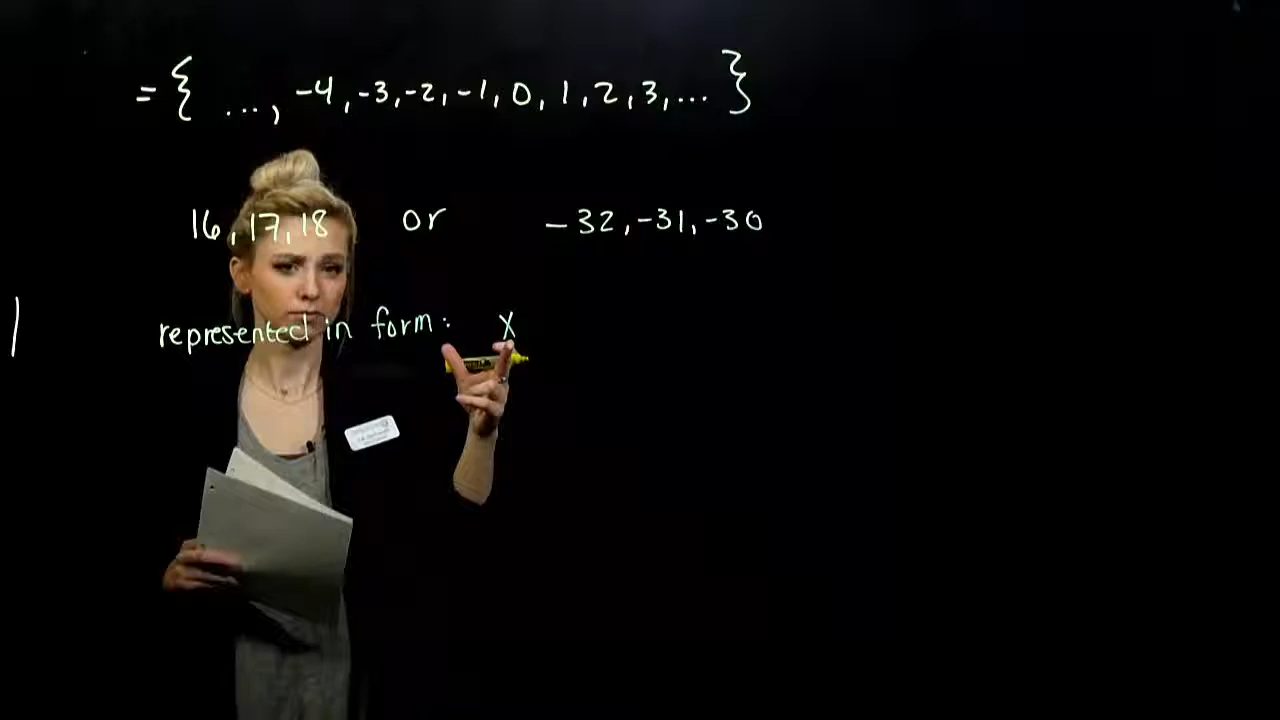 = { ..., -4, -3, -2, -1, 0, 1, 2, 3, ... }
16, 17, 18 or -32, -31, -30
represented in form: x